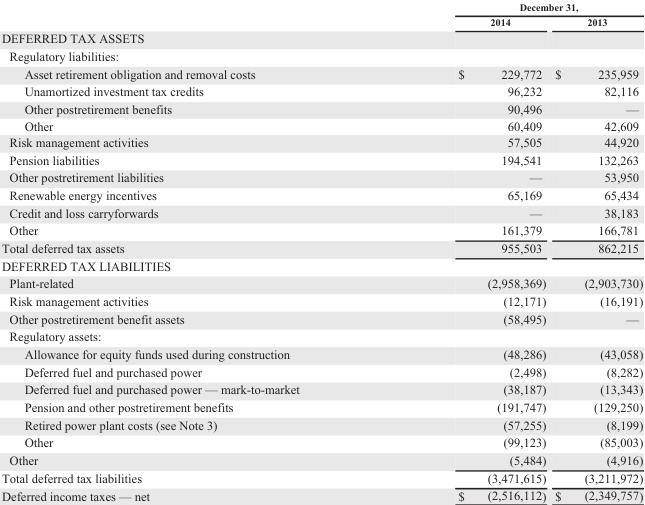 December 31,
2014 2013
DEFERRED TAX ASSETS
Regulatory liabilities:
Asset retirement obligation and removal costs $ 229,772 $ 235,959
Unamortized investment tax credits 96,232 82,116
Other postretirement benefits 90,496 —
Other 60,409 42,609
Risk management activities 57,505 44,920
Pension liabilities 194,541 132,263
Other postretirement liabilities — 53,950
Renewable energy incentives 65,169 65,434
Credit and loss carryforwards — 38,183
Other 161,379 166,781
Total deferred tax assets 955,503 862,215
DEFERRED TAX LIABILITIES
Plant-related (2,958,369) (2,903,730)
Risk management activities (12,171) (16,191)
Other postretirement benefit assets (58,495) —
Regulatory assets:
Allowance for equity funds used during construction (48,286) (43,058)
Deferred fuel and purchased power (2,498) (8,282)
Deferred fuel and purchased power — mark-to-market (38,187) (13,343)
Pension and other postretirement benefits (191,747) (129,250)
Retired power plant costs (see Note 3) (57,255) (8,199)
Other (99,123) (85,003)
Other (5,484) (4,916)
Total deferred tax liabilities (3,471,615) (3,211,972)
Deferred income taxes — net $ (2,516,112) $ (2,349,757)